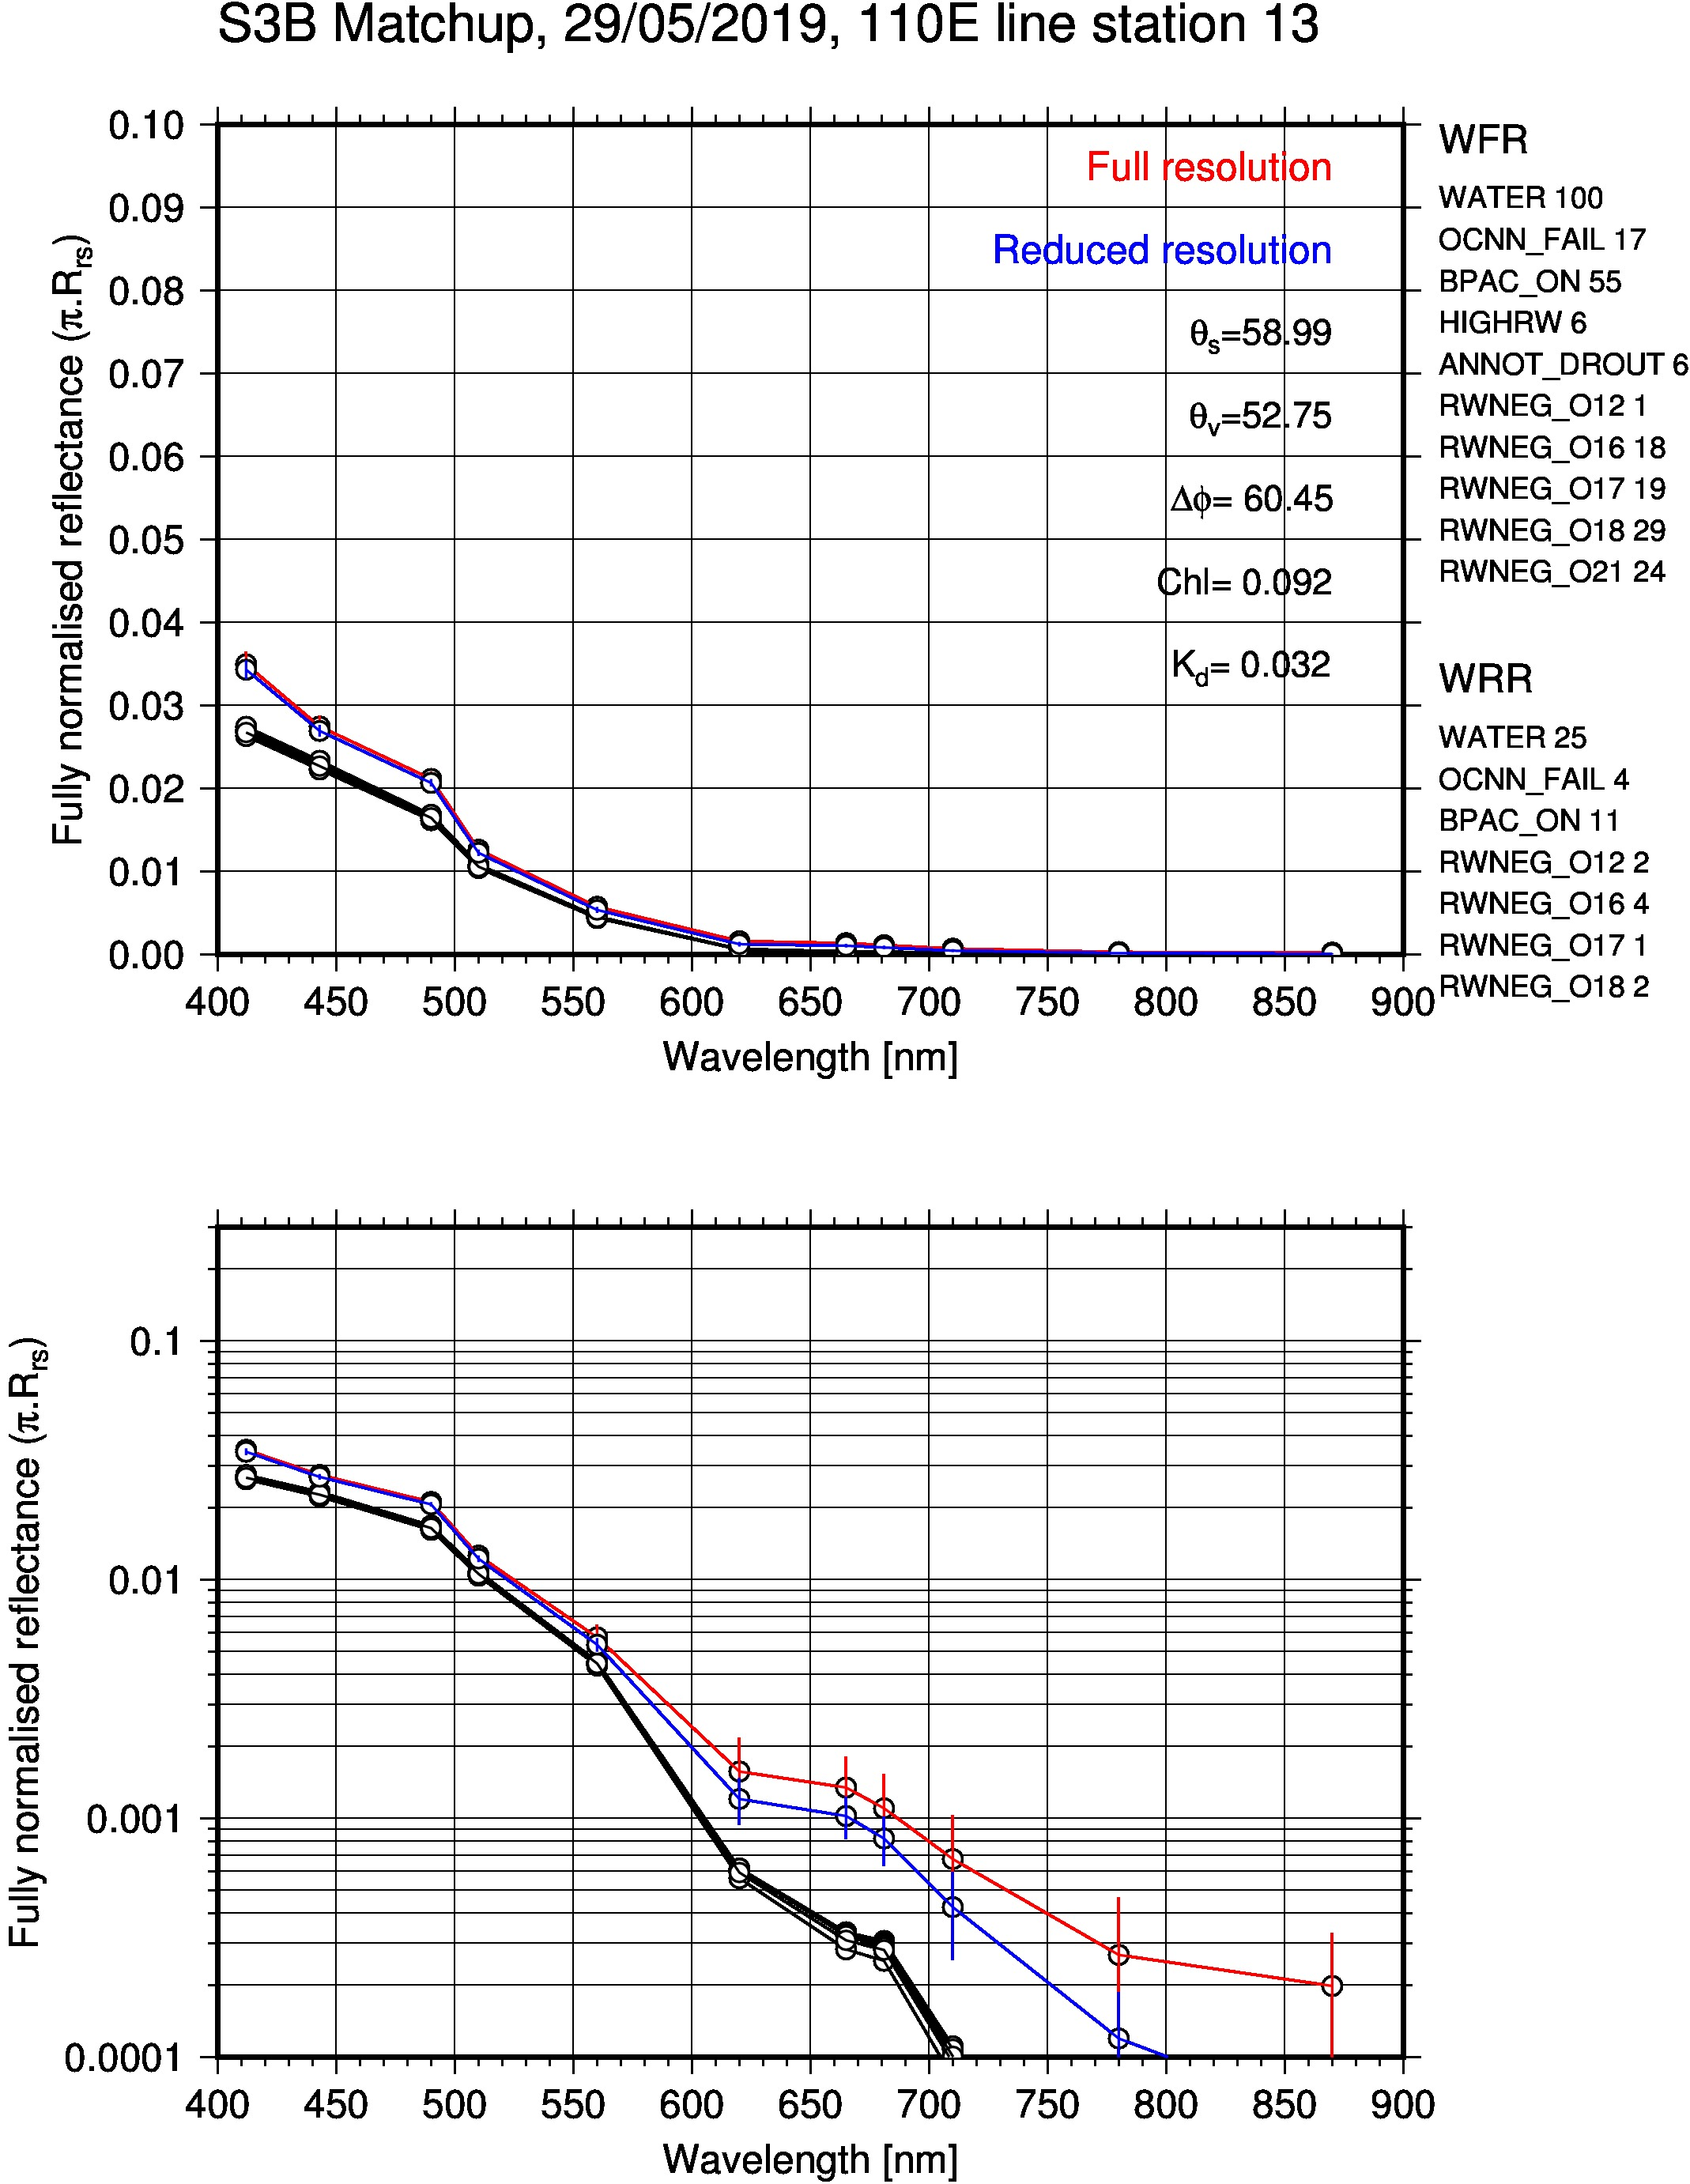 S3B Matchup, 29/05/2019, 110E line station 13
0.10
0.09
0.08
0.07
0.06
0.05
0.04
0.03
0.02
0.01
0.00
Fully normalised reflectance (π.Rrs)
Full resolution
Reduced resolution
θs=58.99
θv=52.75
Δϕ= 60.45
Chl= 0.092
Kd= 0.032
400 450 500 550 600 650 700 750 800 850 900
Wavelength [nm]
WFR
WATER 100
OCNN_FAIL 17
BPAC_ON 55
HIGHRW 6
ANNOT_DROUT 6
RWNEG_O12 1
RWNEG_O16 18
RWNEG_O17 19
RWNEG_O18 29
RWNEG_O21 24
WRR
WATER 25
OCNN_FAIL 4
BPAC_ON 11
RWNEG_O12 2
RWNEG_O16 4
RWNEG_O17 1
RWNEG_O18 2
0.1
0.01
0.001
0.0001
Fully normalised reflectance (π.Rrs)
400 450 500 550 600 650 700 750 800 850 900
Wavelength [nm]